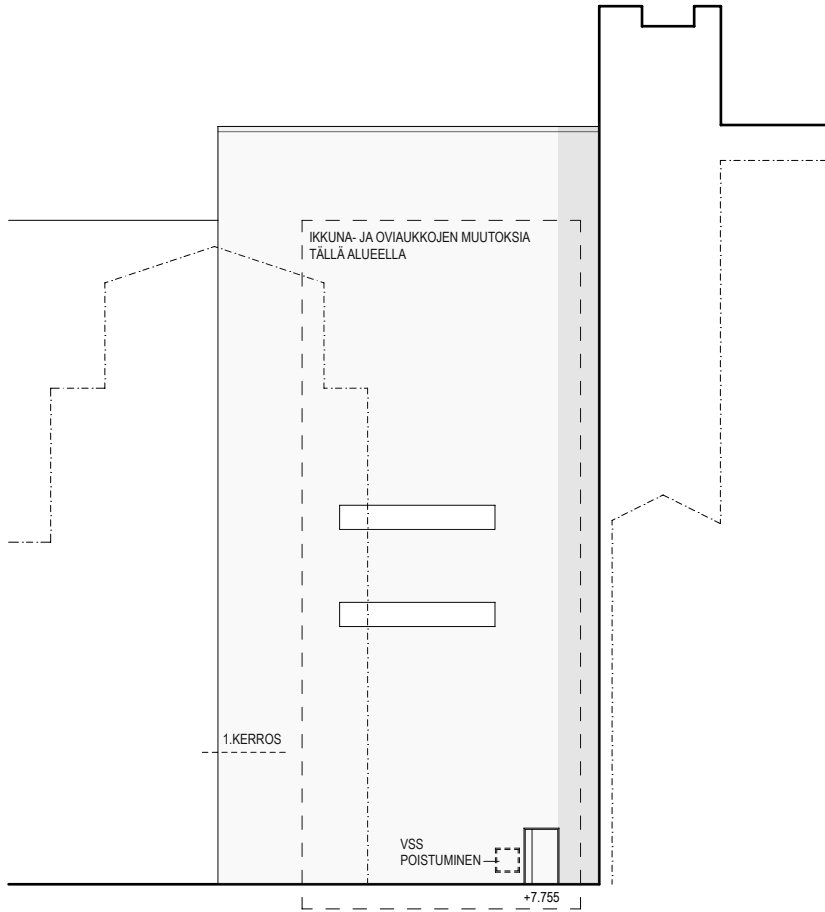 IKKUNA- JA OVIAUKKOJEN MUUTOKSIA
TÄLLÄ ALUEELLA
1.KERROS
VSS
POISTUMINEN
+7.755